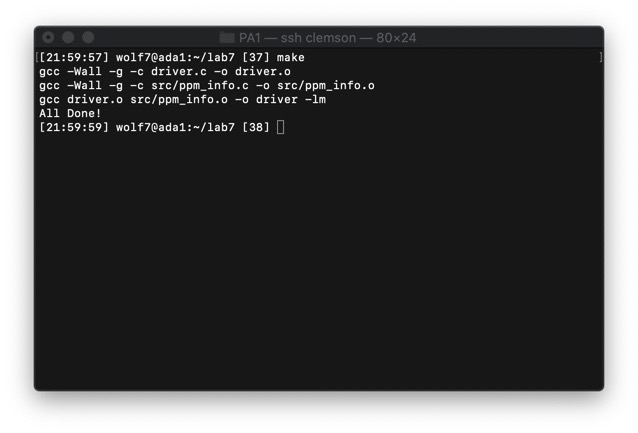 PA1 — ssh clemson — 80×24
[[21:59:57] wolf7@ada1:~/lab7 [37] make ]
gcc -Wall -g -c driver.c -o driver.o
gcc -Wall -g -c src/ppm_info.c -o src/ppm_info.o
gcc driver.o src/ppm_info.o -o driver -lm
All Done!
[21:59:59] wolf7@ada1:~/lab7 [38]